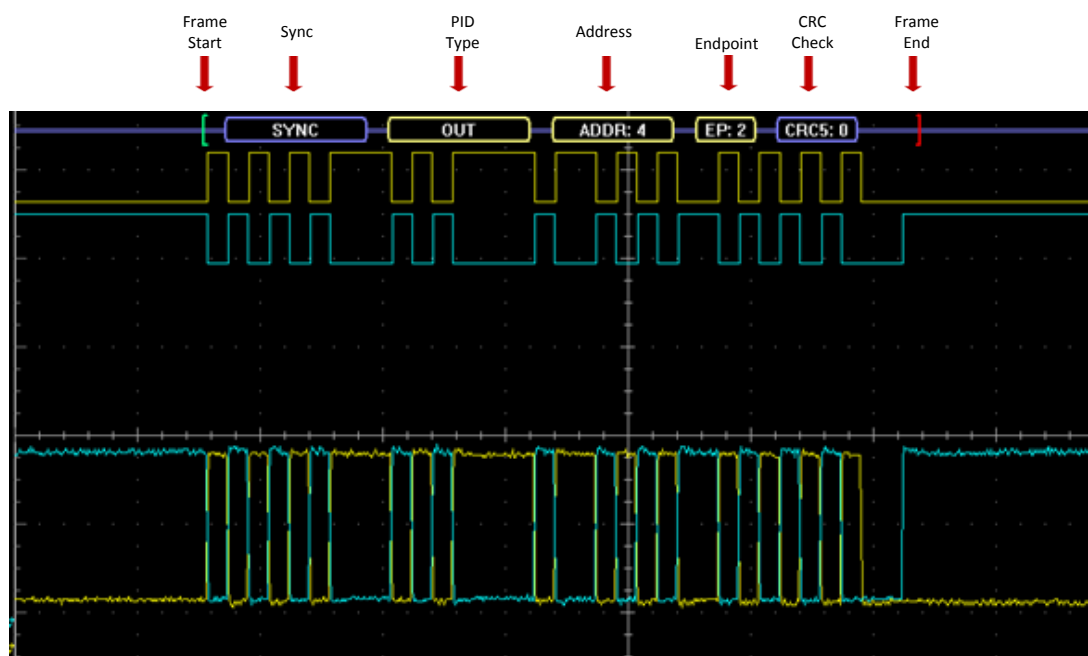 Frame
Start
Sync
PID
Type
Address
Endpoint
CRC
Check
Frame
End
SYNC
OUT
ADDR: 4
EP: 2
CRC5: 0